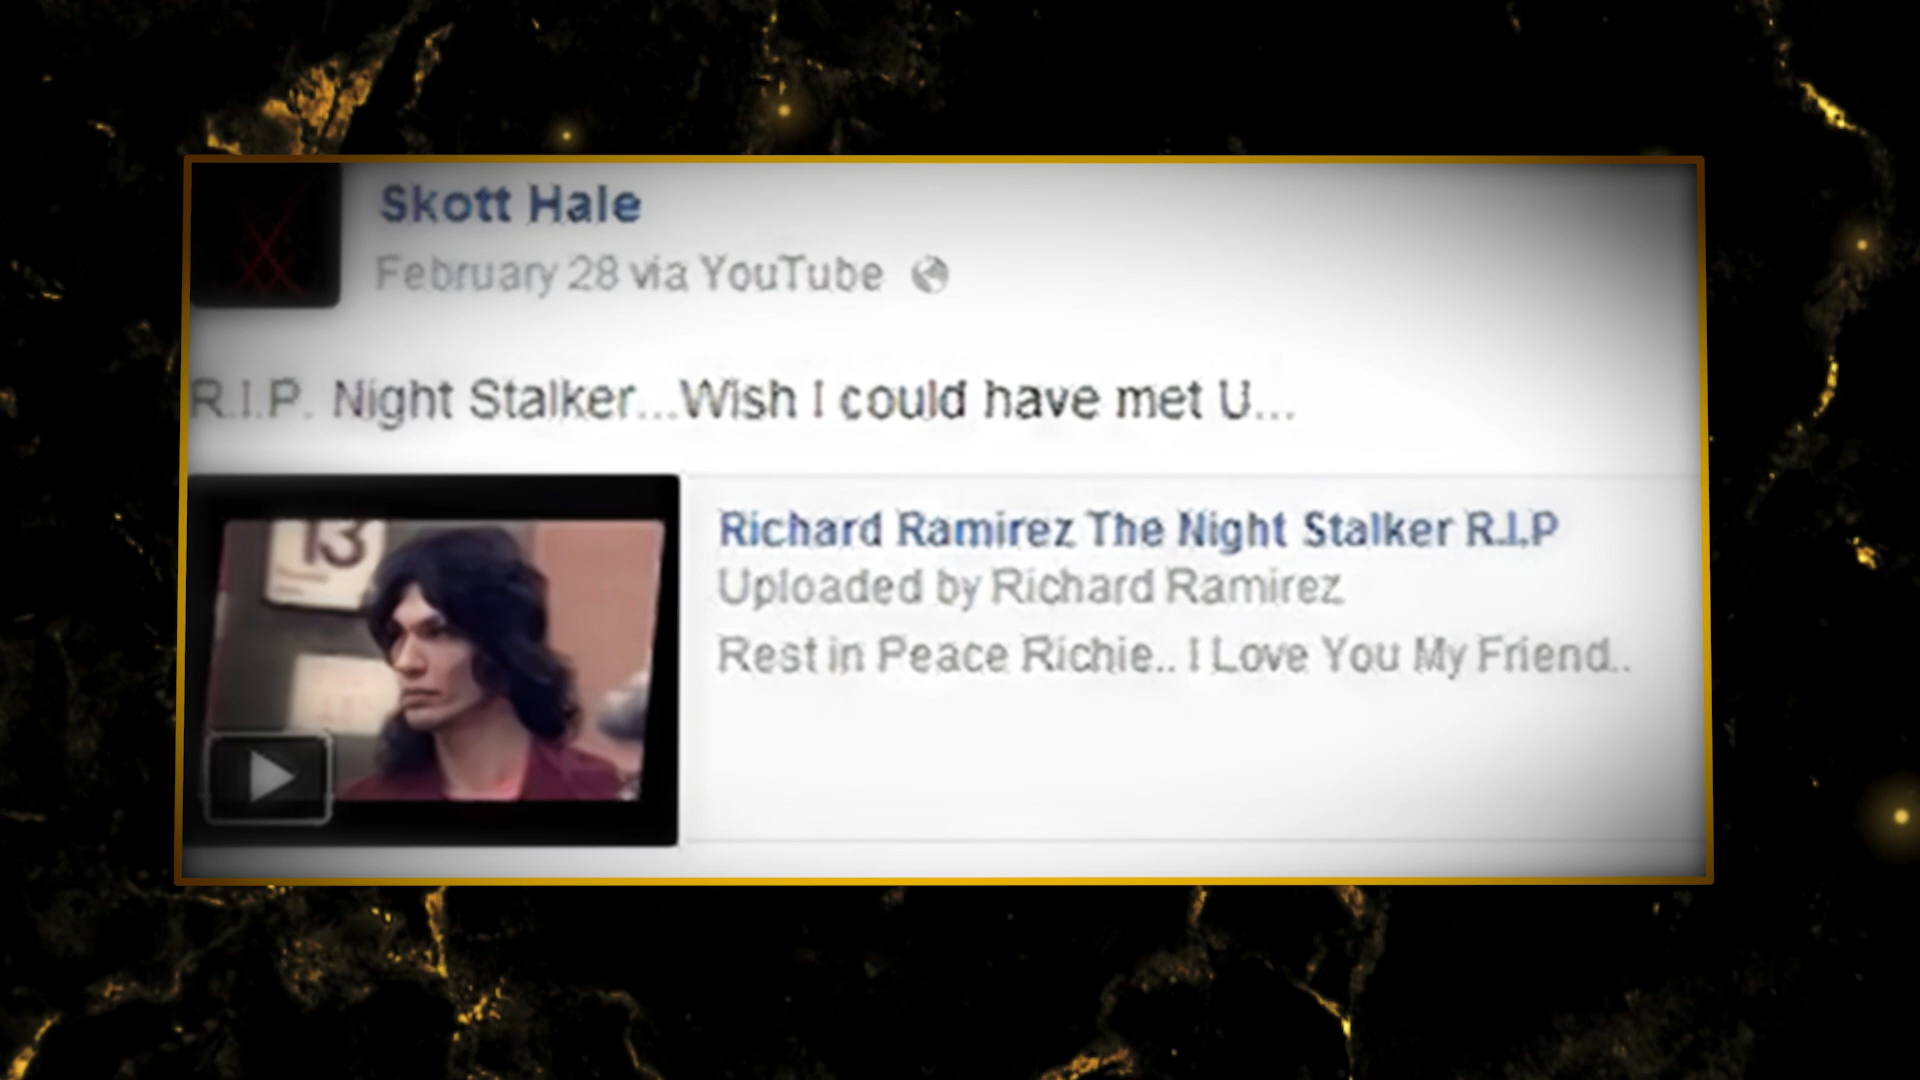 Skott Hale
February 28 via YouTube
R.I.P. Night Stalker...Wish I could have met U...
13
Richard Ramirez The Night Stalker R.I.P
Uploaded by Richard Ramirez
Rest in Peace Richie.. I Love You My Friend..